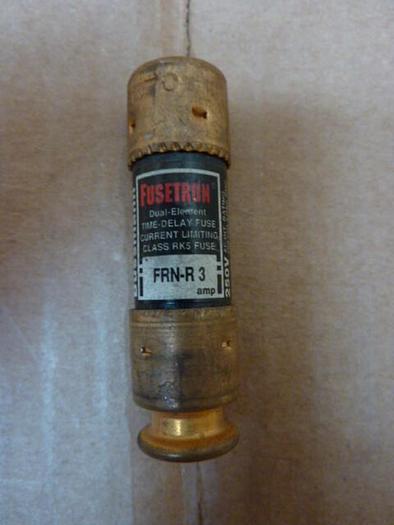 FUSETRON
Dual-Element
TIME-DELAY FUSE
CURRENT LIMITING
CLASS RK5 FUSE
FRN-R 3
amp
250V